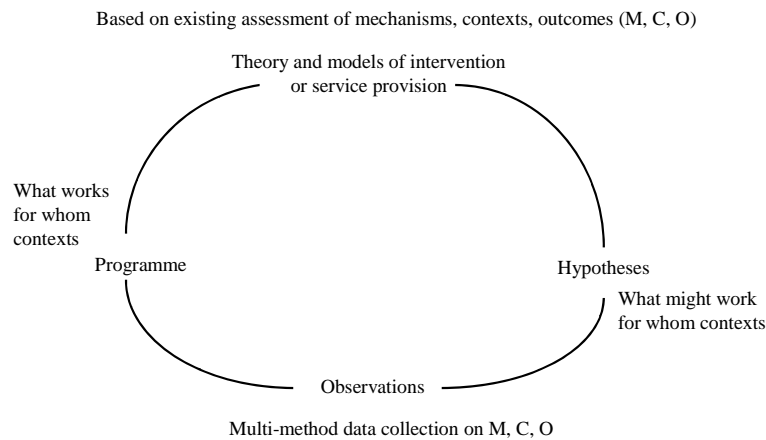 Based on existing assessment of mechanisms, contexts, outcomes (M, C, O)
Theory and models of intervention
or service provision
What works
for whom
contexts
Programme
Hypotheses
What might work
for whom contexts
Observations
Multi-method data collection on M, C, O